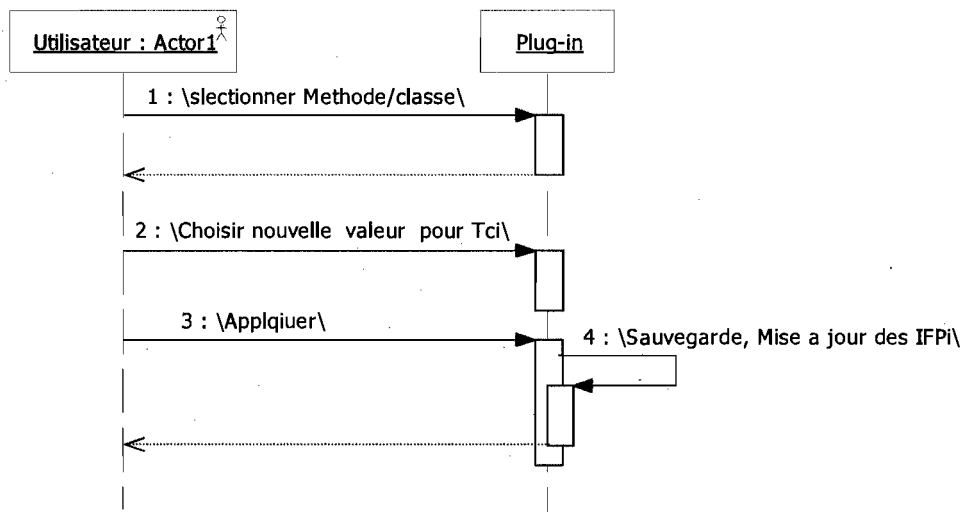 Utilisateur : Actor1
Plug-in
1 : \slectionner Methode/classe\
2 : \Choisir nouvelle valeur pour Tci\
3 : \Applqiuer\
4 : \Sauvegarde, Mise a jour des IFPi\